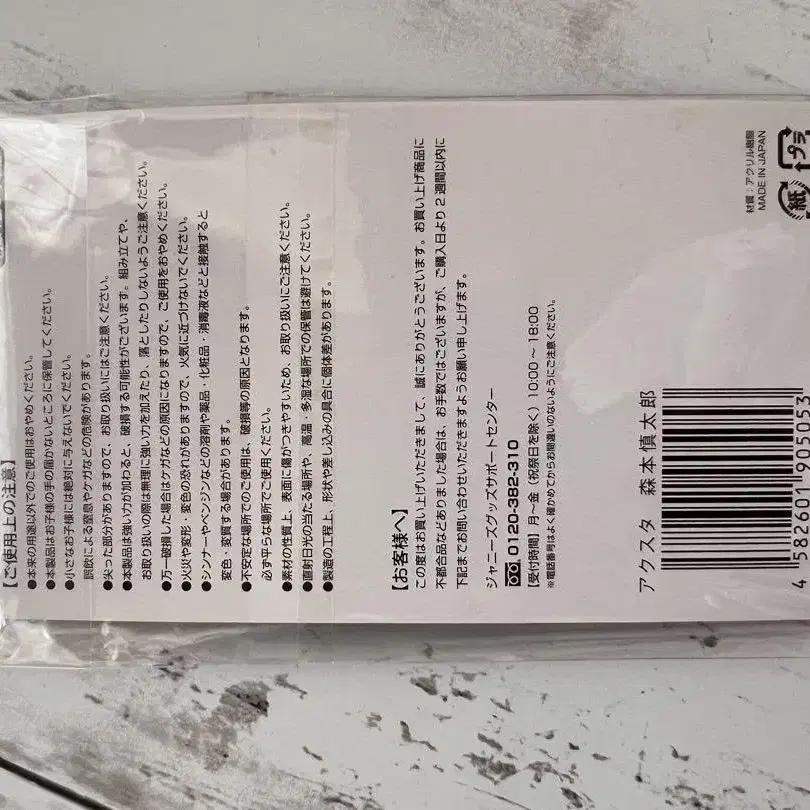 【ご使用上の注意】
●本来の用途以外でのご使用はおやめください。
●本製品はお子様の手の届かないところに保管してください。
●小さなお子様には絶対に与えないでください。
誤飲による窒息やケガなどの危険があります。
●尖った部分がありますので、お取り扱いにはご注意ください。
●本製品は強い力が加わると、破損する可能性がございます。組み立てや、
お取り扱いの際は無理に強い力を加えたり、落としたりしないようご注意ください。
●万一破損した場合はケガなどの原因になりますので、ご使用をおやめください。
●火災や変形・変色の恐れがありますので、火気に近づけないでください。
●シンナーやベンジンなどの溶剤や薬品・化粧品・消毒液などと接触すると
変色・変質する場合があります。
●不安定な場所でのご使用は、破損等の原因となります。
必ず平らな場所でご使用ください。
●素材の性質上、表面に傷がつきやすいため、お取り扱いにご注意ください。
●直射日光の当たる場所や、高温・多湿な場所での保管は避けてください。
●製造の工程上、形状や差し込みの具合に個体差があります。
【お客様へ】
この度はお買い上げいただきまして、誠にありがとうございます。お買い上げ商品に
不都合品などありました場合は、お手数ではございますが、ご購入日より2週間以内に
下記までお問い合わせいただきますようお願い申し上げます。
ジャニーズグッズサポートセンター
0120-382-310
【受付時間】月～金(祝祭日を除く)10:00～18:00
※電話番号はよく確かめてからお間違いのないようにご注意ください。
アクスタ 森本慎太郎
4 582601 905053
材質：アクリル樹脂
MADE IN JAPAN
プラ
紙